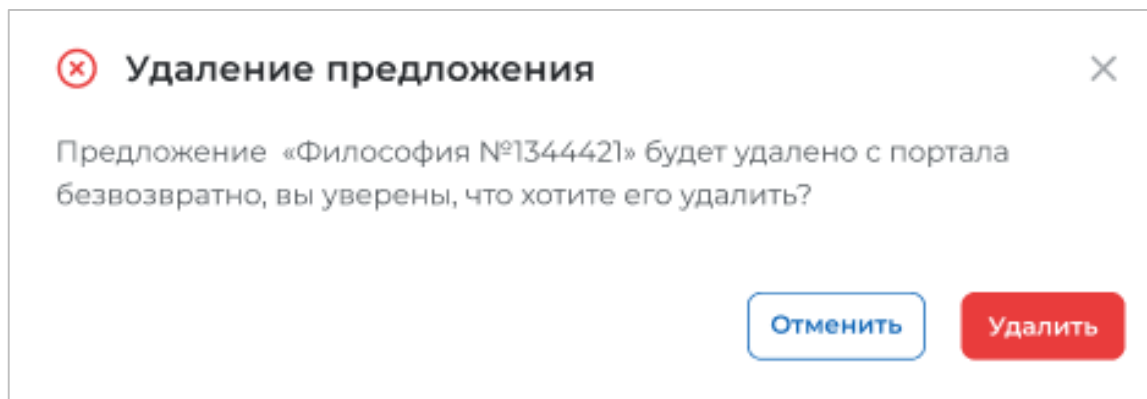 Удаление предложения
Предложение «Философия №1344421» будет удалено с портала
безвозвратно, вы уверены, что хотите его удалить?
Отменить
Удалить